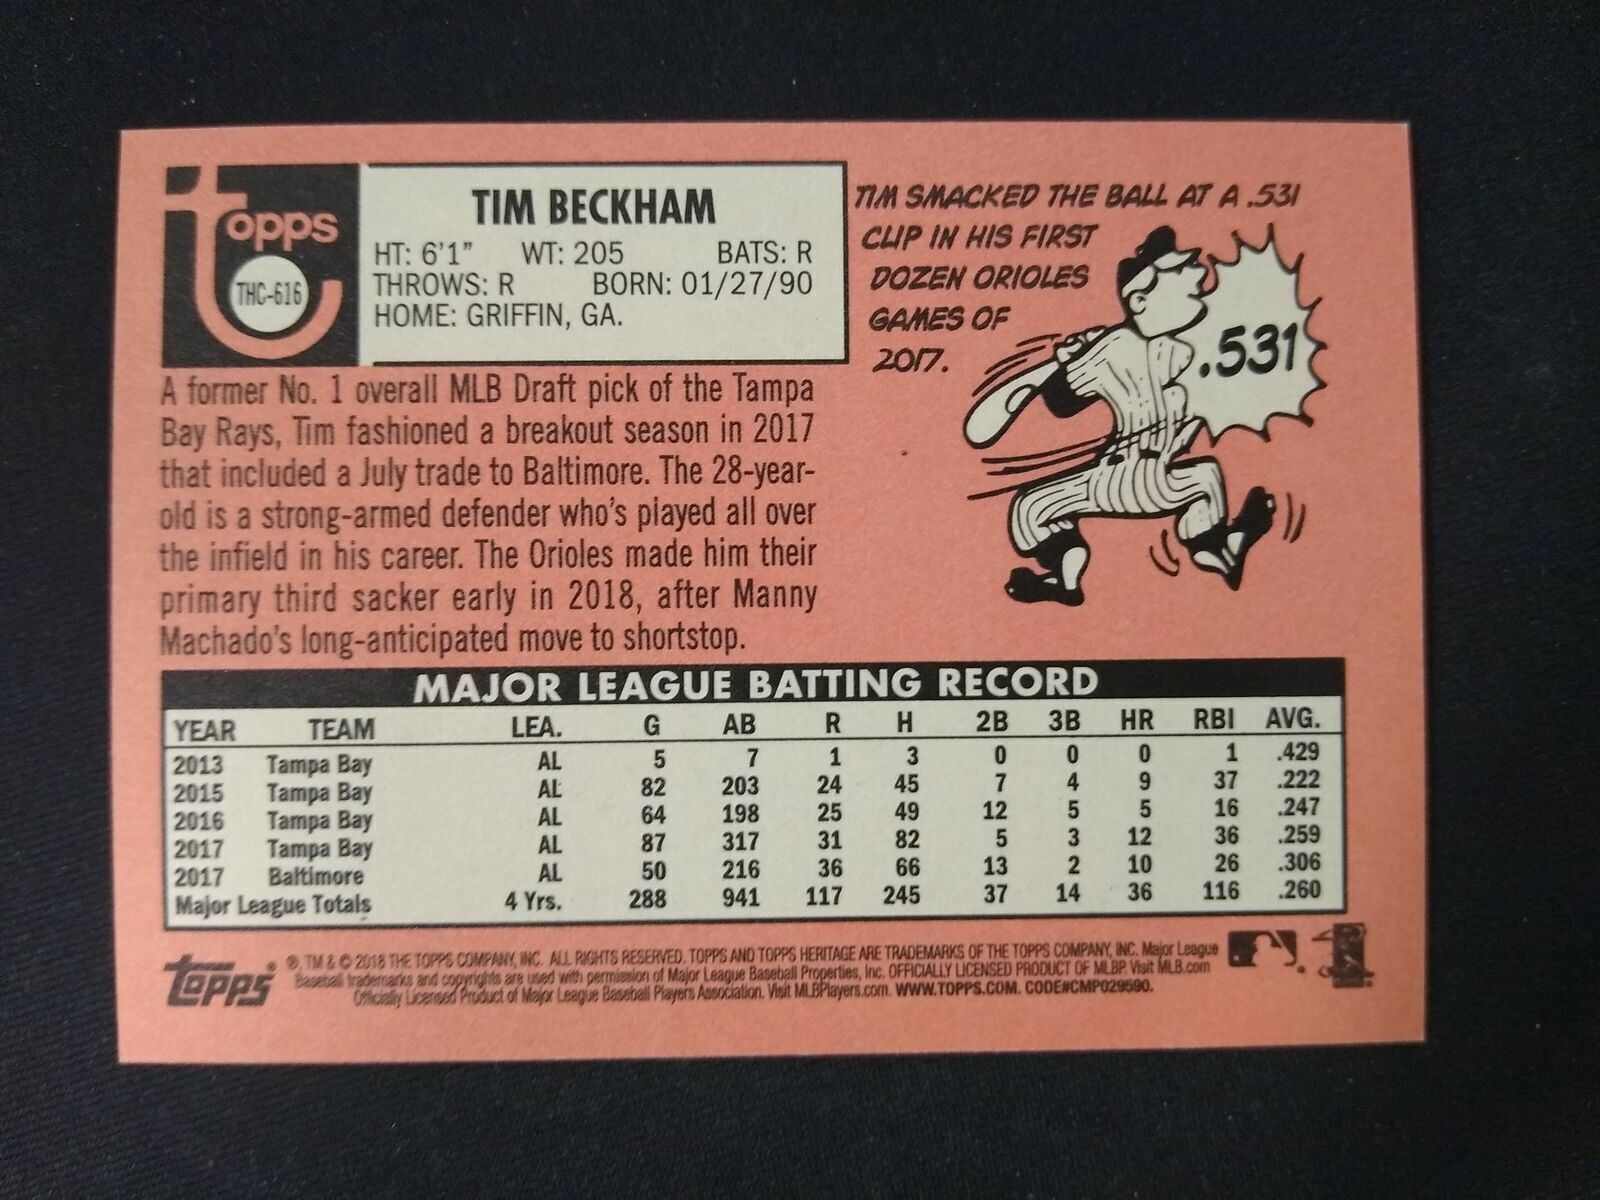 topps
THC-616
TIM BECKHAM
HT: 6'1" WT: 205 BATS: R
THROWS: R BORN: 01/27/90
HOME: GRIFFIN, GA.
TIM SMACKED THE BALL AT A .531
CLIP IN HIS FIRST
DOZEN ORIOLES
GAMES OF
2017.
.531
A former No. 1 overall MLB Draft pick of the Tampa
Bay Rays, Tim fashioned a breakout season in 2017
that included a July trade to Baltimore. The 28-year-
old is a strong-armed defender who's played all over
the infield in his career. The Orioles made him their
primary third sacker early in 2018, after Manny
Machado's long-anticipated move to shortstop.
MAJOR LEAGUE BATTING RECORD
YEAR TEAM LEA. G AB R H 2B 3B HR RBI AVG.
2013 Tampa Bay AL 5 7 1 3 0 0 0 1 .429
2015 Tampa Bay AL 82 203 24 45 7 4 9 37 .222
2016 Tampa Bay AL 64 198 25 49 12 5 5 16 .247
2017 Tampa Bay AL 87 317 31 82 5 3 12 36 .259
2017 Baltimore AL 50 216 36 66 13 2 10 26 .306
Major League Totals 4 Yrs. 288 941 117 245 37 14 36 116 .260
TOPPS
®, TM & © 2018 THE TOPPS COMPANY, INC. ALL RIGHTS RESERVED. TOPPS AND TOPPS HERITAGE ARE TRADEMARKS OF THE TOPPS COMPANY, INC. Major League
Baseball trademarks and copyrights are used with permission of Major League Baseball Properties, Inc. OFFICIALLY LICENSED PRODUCT OF MLBP. Visit MLB.com
Officially Licensed Product of Major League Baseball Players Association. Visit MLBPlayers.com. WWW.TOPPS.COM. CODE#CMP029590.